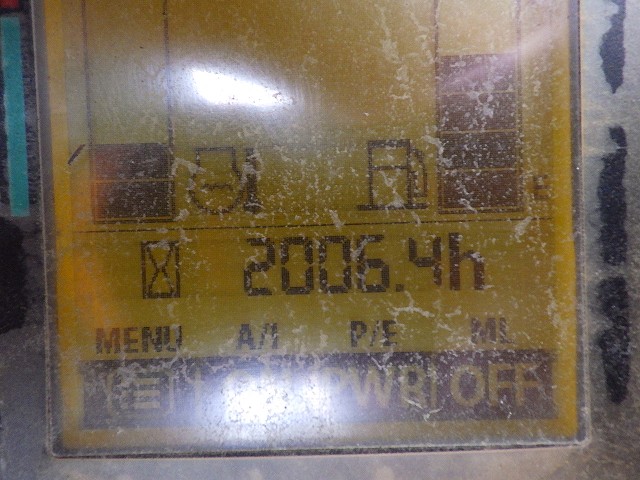 E
2006.4h
MENU A/I P/E ML
PWR OFF